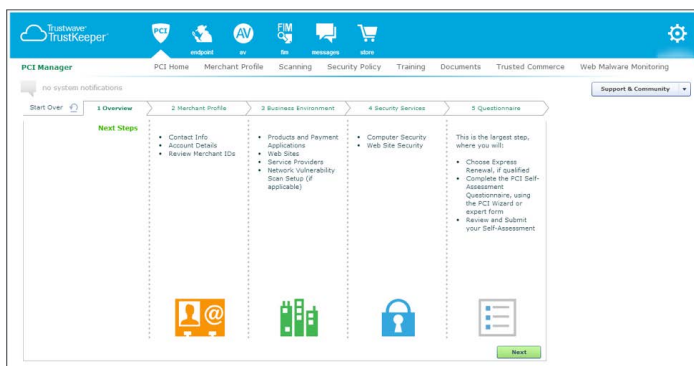 Trustwave®
TrustKeeper®
PCI
endpoint
AV
av
FIM
fim
messages
store
PCI Manager
PCI Home
Merchant Profile
Scanning
Security Policy
Training
Documents
Trusted Commerce
Web Malware Monitoring
no system notifications
Support & Community
Start Over
1 Overview
2 Merchant Profile
3 Business Environment
4 Security Services
5 Questionnaire
Next Steps
• Contact Info
• Account Details
• Review Merchant IDs
• Products and Payment
Applications
• Web Sites
• Service Providers
• Network Vulnerability
Scan Setup (if
applicable)
• Computer Security
• Web Site Security
This is the largest step,
where you will:
• Choose Express
Renewal, if qualified
• Complete the PCI Self-
Assessment
Questionnaire, using
the PCI Wizard or
expert form
• Review and Submit
your Self-Assessment
@
Next